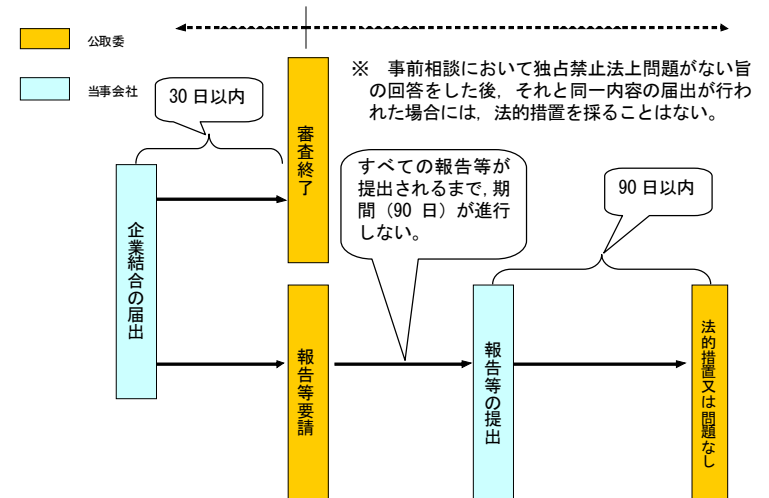 公取委
当事会社
※　事前相談において独占禁止法上問題がない旨
の回答をした後，それと同一内容の届出が行わ
れた場合には，法的措置を採ることはない。
30 日以内
審査終了
すべての報告等が
提出されるまで，期
間（90 日）が進行
しない。
90 日以内
企業結合の届出
報告等要請
報告等の提出
法的措置又は問題なし